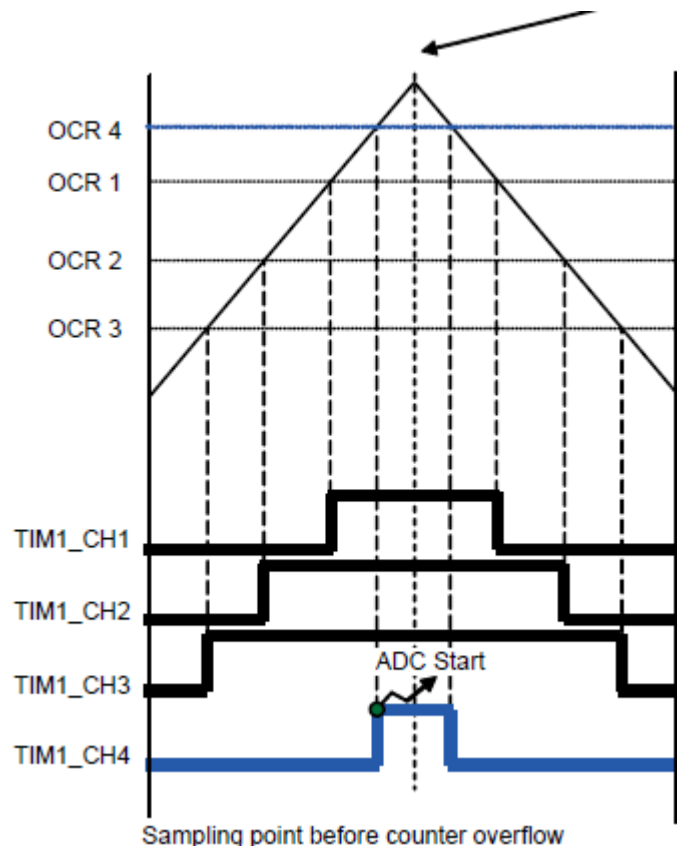 OCR 4
OCR 1
OCR 2
OCR 3
TIM1_CH1
TIM1_CH2
TIM1_CH3
ADC Start
TIM1_CH4
Sampling point before counter overflow